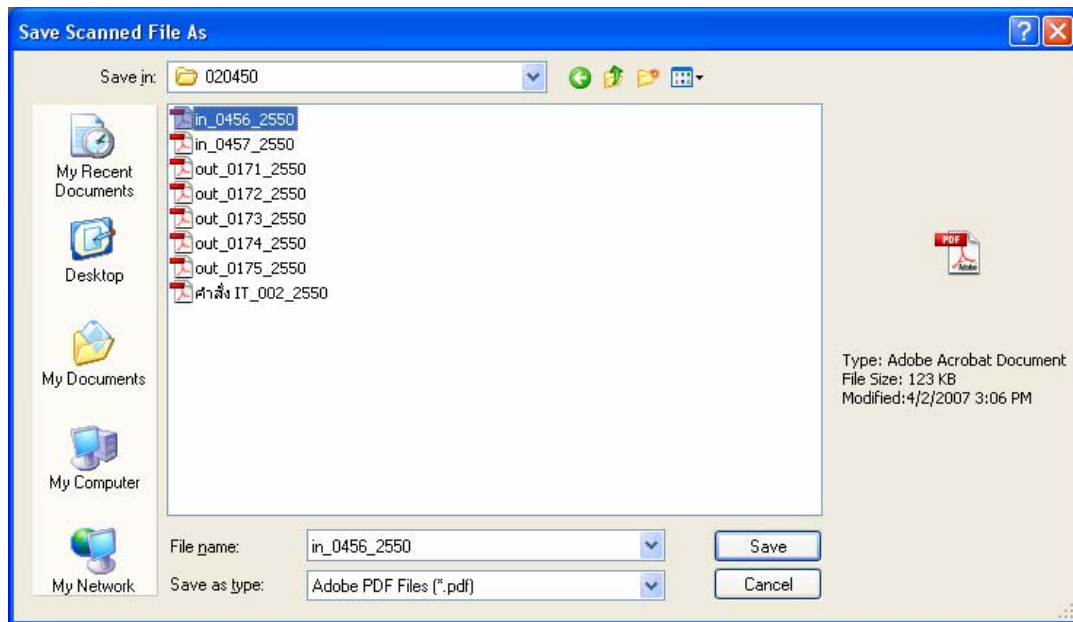 Save Scanned File As
Save in: 020450
My Recent Documents
Desktop
My Documents
My Computer
My Network
in_0456_2550
in_0457_2550
out_0171_2550
out_0172_2550
out_0173_2550
out_0174_2550
out_0175_2550
คำสั่ง IT_002_2550
PDF
Adobe
Type: Adobe Acrobat Document
File Size: 123 KB
Modified:4/2/2007 3:06 PM
File name: in_0456_2550 Save
Save as type: Adobe PDF Files (*.pdf) Cancel